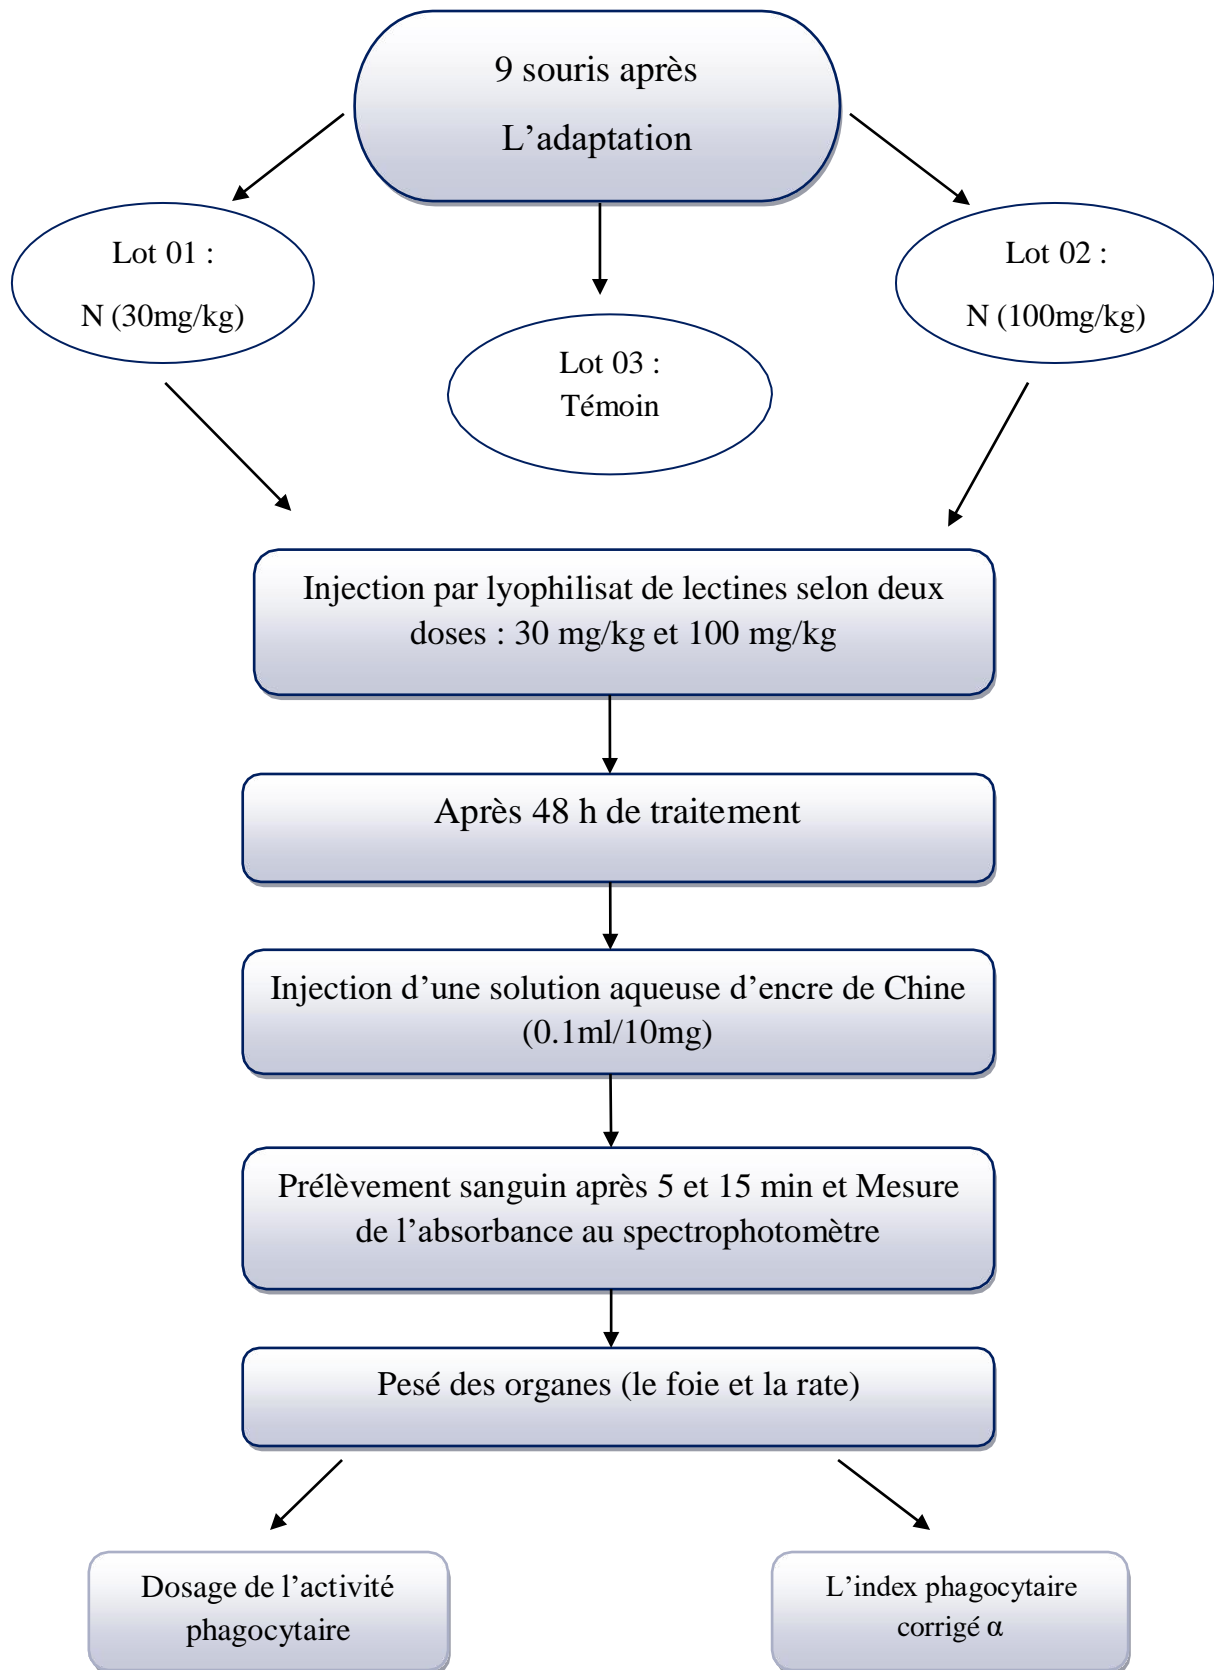 9 souris après
L’adaptation
Lot 01 :
N (30mg/kg)
Lot 02 :
N (100mg/kg)
Lot 03 :
Témoin
Injection par lyophilisat de lectines selon deux
doses : 30 mg/kg et 100 mg/kg
Après 48 h de traitement
Injection d’une solution aqueuse d’encre de Chine
(0.1ml/10mg)
Prélèvement sanguin après 5 et 15 min et Mesure
de l’absorbance au spectrophotomètre
Pesé des organes (le foie et la rate)
Dosage de l’activité
phagocytaire
L’index phagocytaire
corrigé α